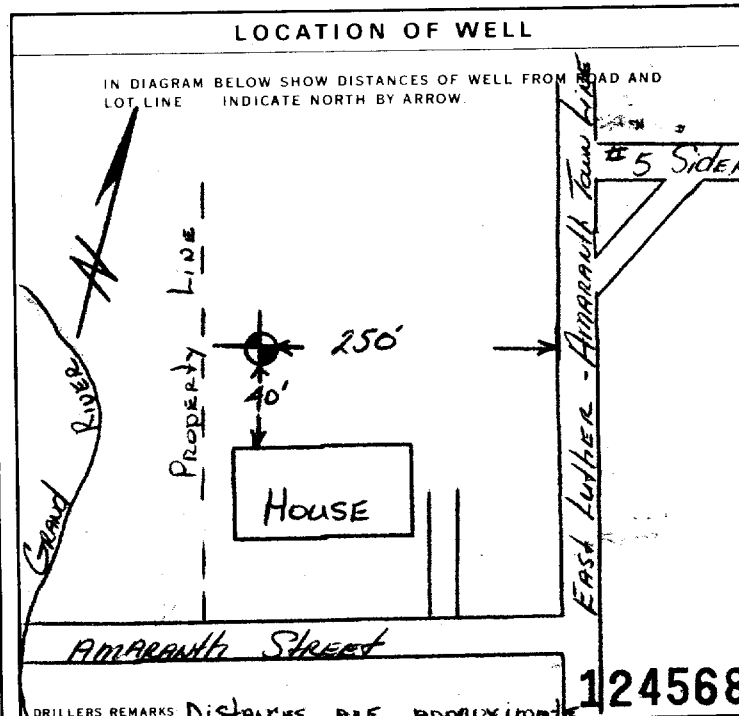 LOCATION OF WELL
IN DIAGRAM BELOW SHOW DISTANCES OF WELL FROM ROAD AND
LOT LINE INDICATE NORTH BY ARROW.
N
#5 Sider
East Luther - Amaranth Town Line
Property Line
250'
40'
Grand River
House
Amaranth Street
124568
DRILLERS REMARKS Distances are approximate